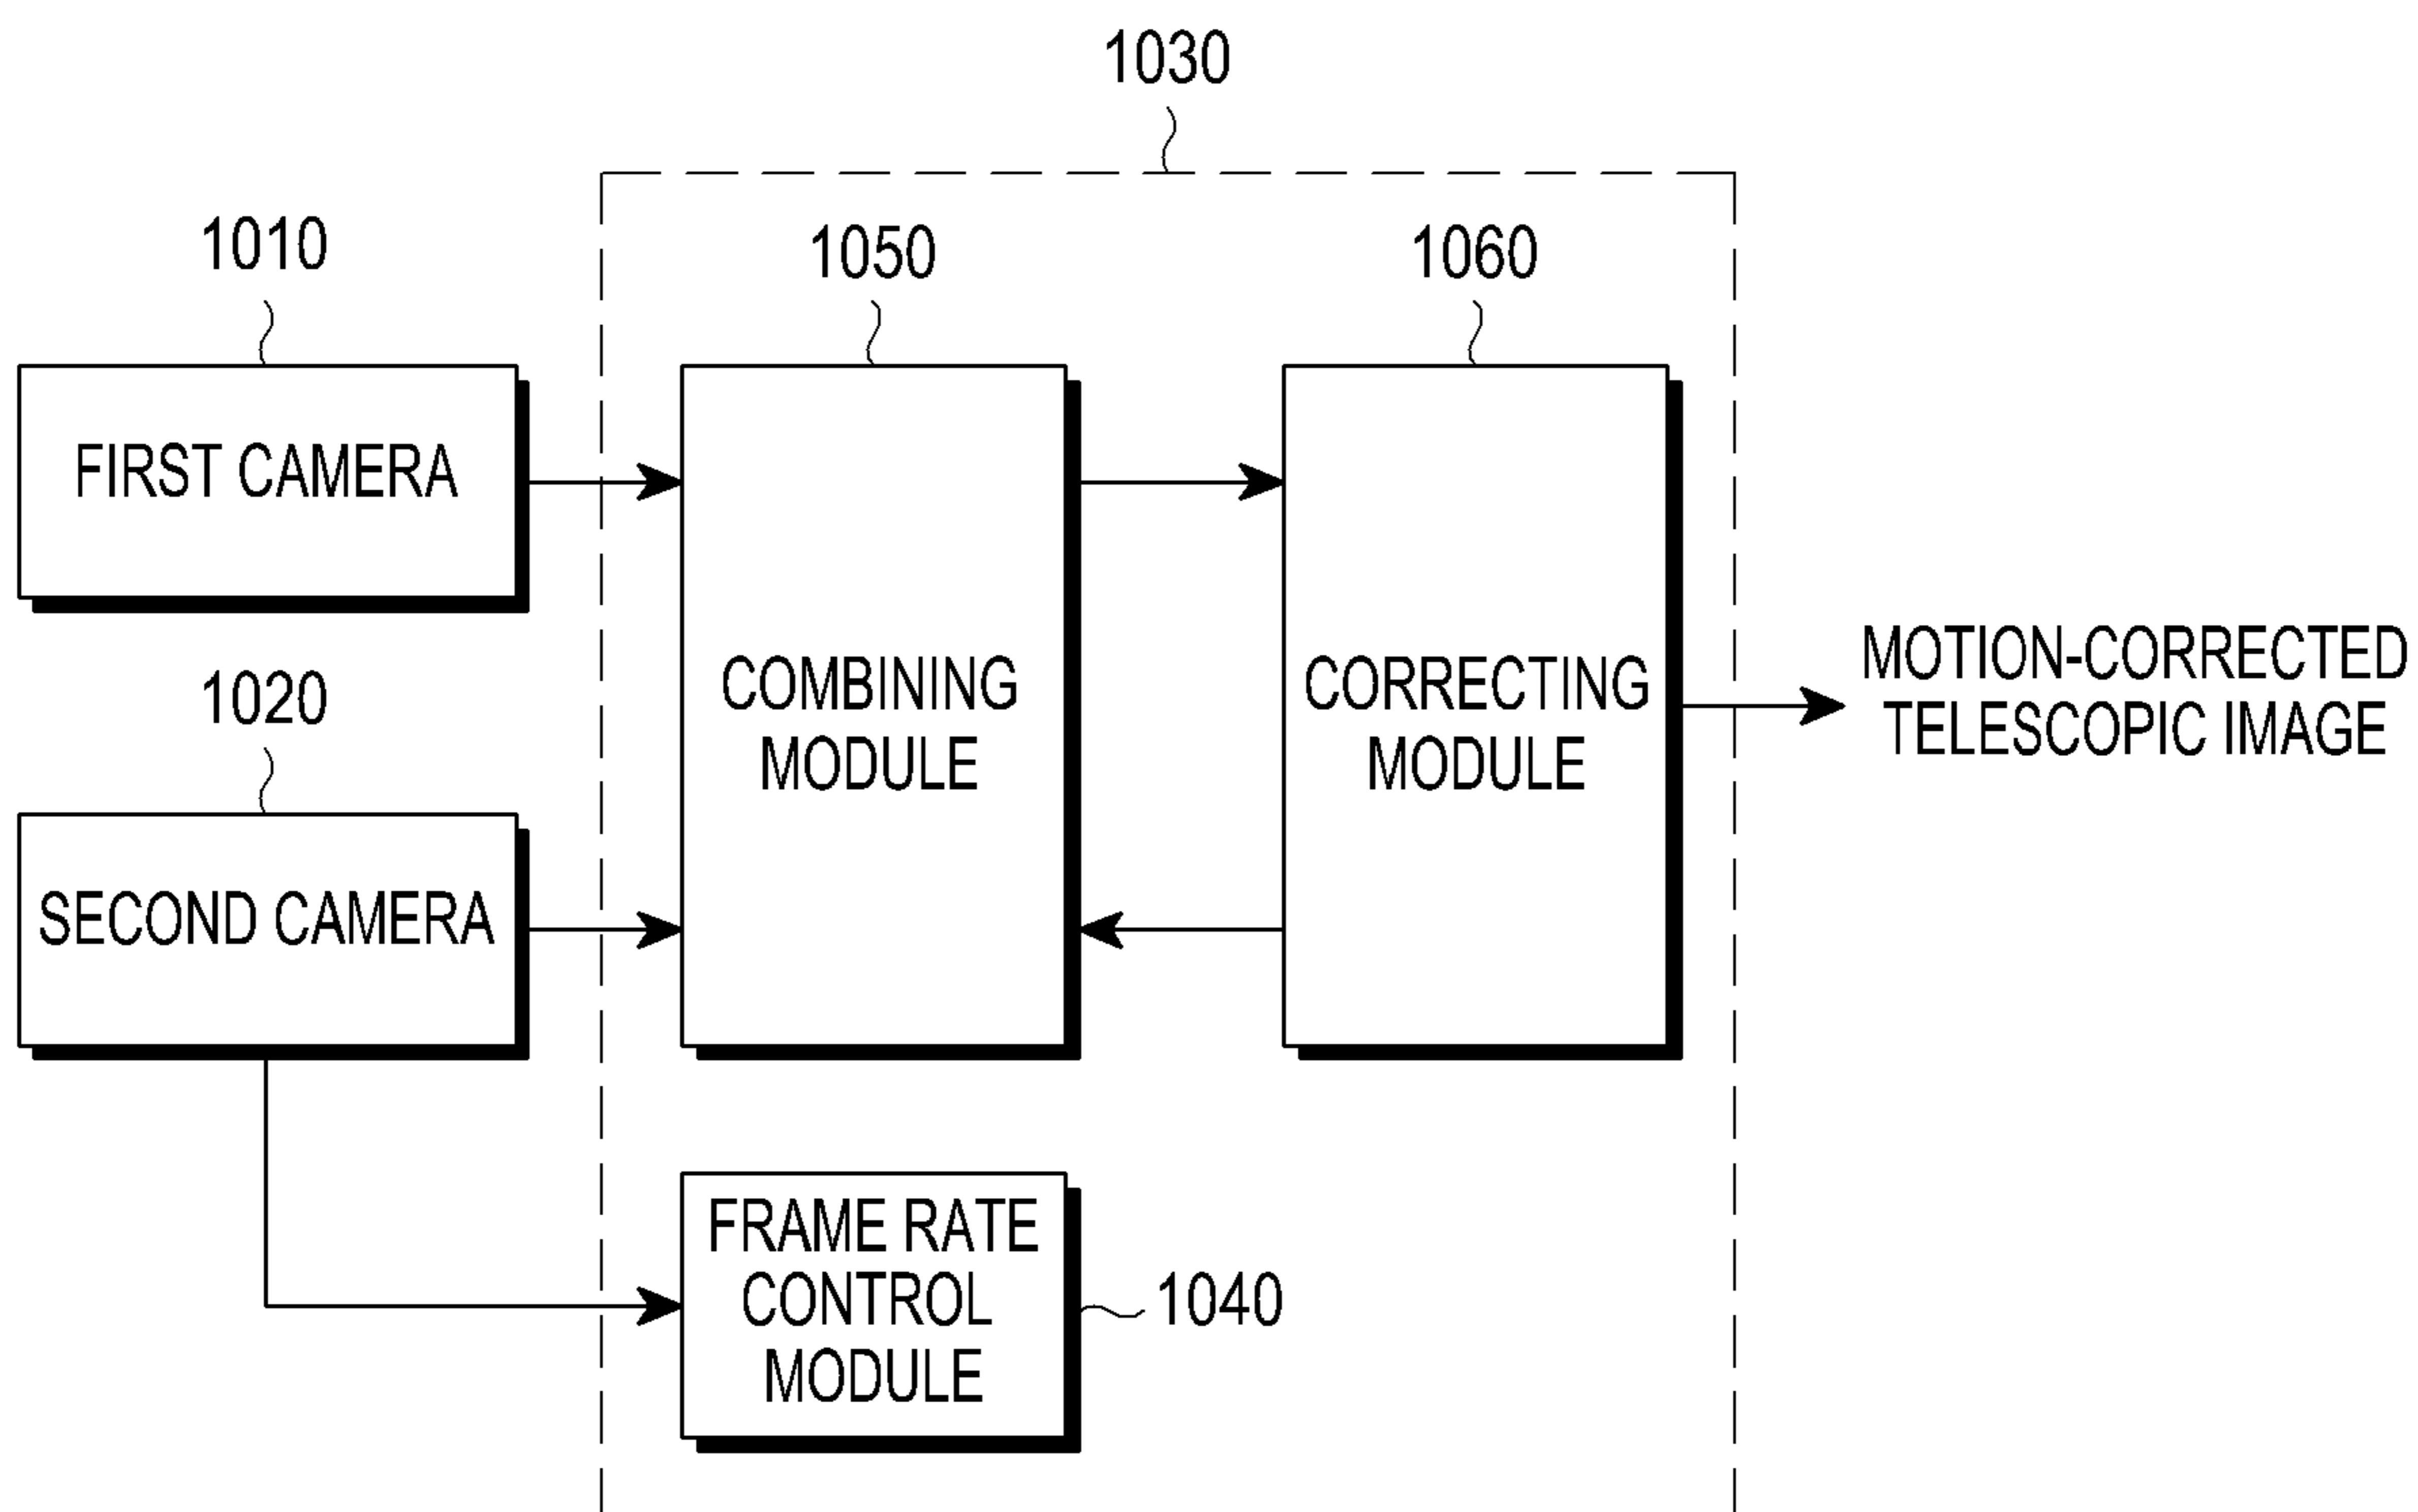 1030
1010
1050
1060
FIRST CAMERA
COMBINING
MODULE
CORRECTING
MODULE
MOTION-CORRECTED
TELESCOPIC IMAGE
1020
SECOND CAMERA
FRAME RATE
CONTROL
MODULE
1040